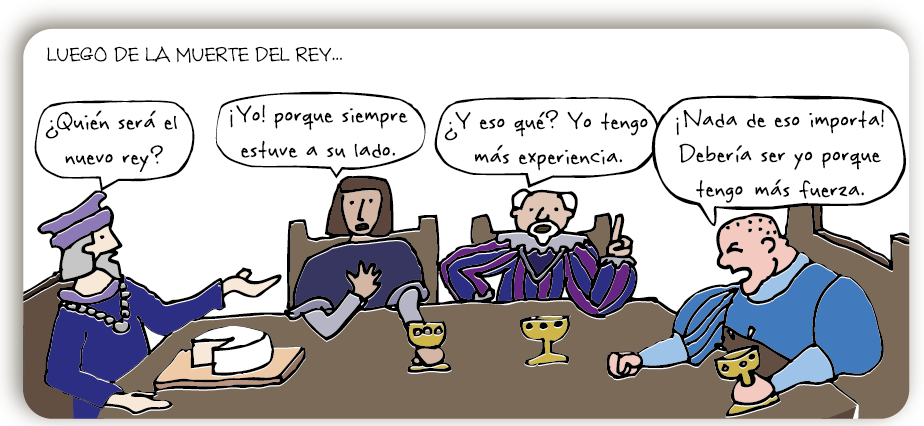 LUEGO DE LA MUERTE DEL REY...
¿Quién será el
nuevo rey?
¡Yo! porque siempre
estuve a su lado.
¿Y eso qué? Yo tengo
más experiencia.
¡Nada de eso importa!
Debería ser yo porque
tengo más fuerza.